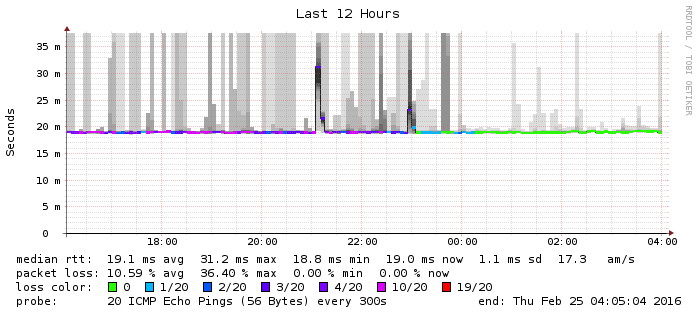 Last 12 Hours
RRDTOOL / TOBI OETIKER
Seconds
35 m
30 m
25 m
20 m
15 m
10 m
5 m
0
18:00 20:00 22:00 00:00 02:00 04:00
median rtt: 19.1 ms avg 31.2 ms max 18.8 ms min 19.0 ms now 1.1 ms sd 17.3 am/s
packet loss: 10.59 % avg 36.40 % max 0.00 % min 0.00 % now
loss color: 0 1/20 2/20 3/20 4/20 10/20 19/20
probe: 20 ICMP Echo Pings (56 Bytes) every 300s end: Thu Feb 25 04:05:04 2016